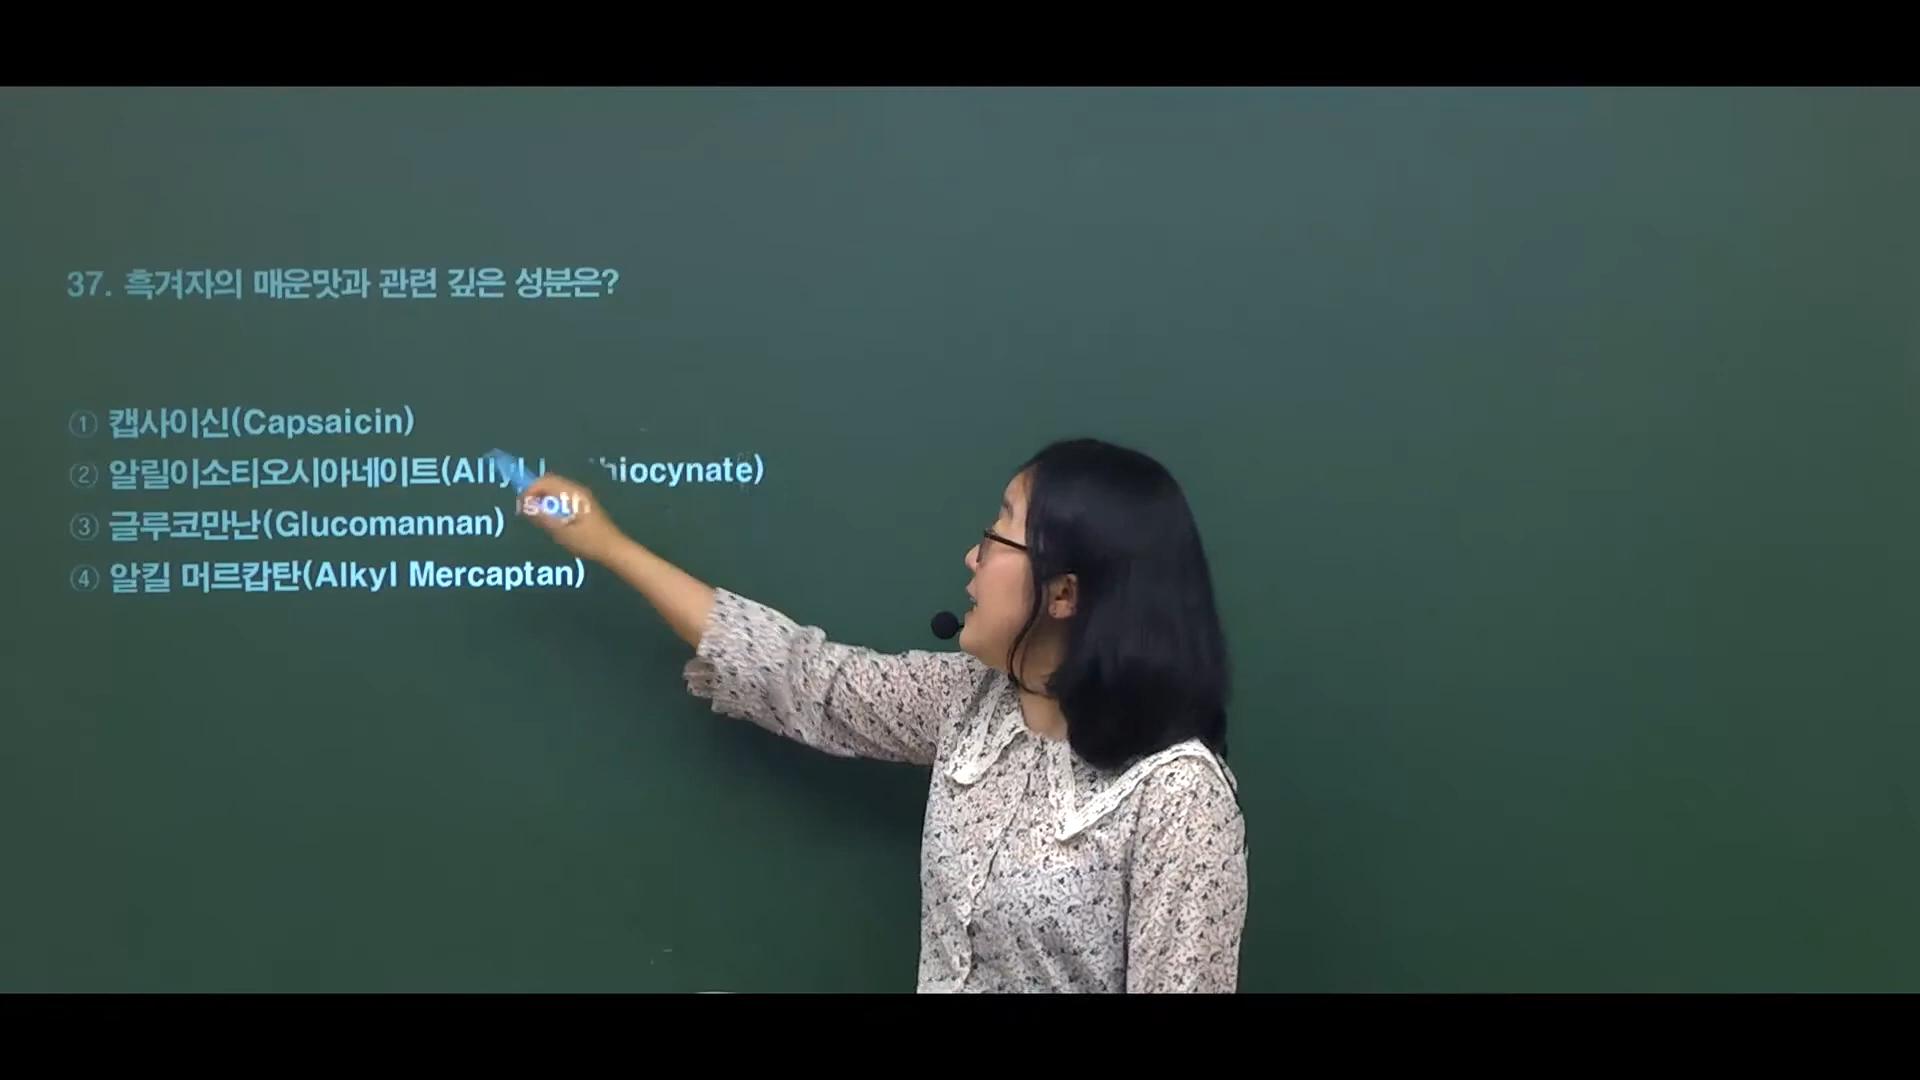 37. 흑겨자의 매운맛과 관련 깊은 성분은?
① 캡사이신(Capsaicin)
② 알릴이소티오시아네이트(Allyl Isothiocynate)
③ 글루코만난(Glucomannan)
④ 알킬 머르캅탄(Alkyl Mercaptan)